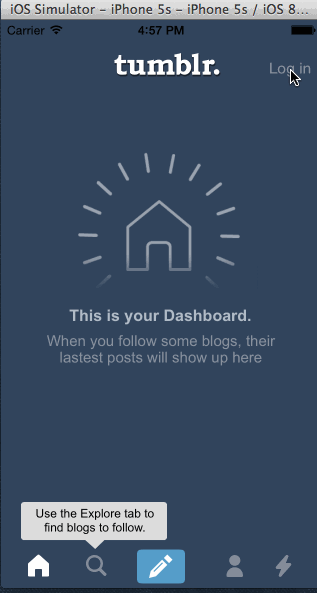 iOS Simulator - iPhone 5s - iPhone 5s / iOS 8...
Carrier 4:57 PM
tumblr.
Log in
This is your Dashboard.
When you follow some blogs, their
lastest posts will show up here
Use the Explore tab to
find blogs to follow.